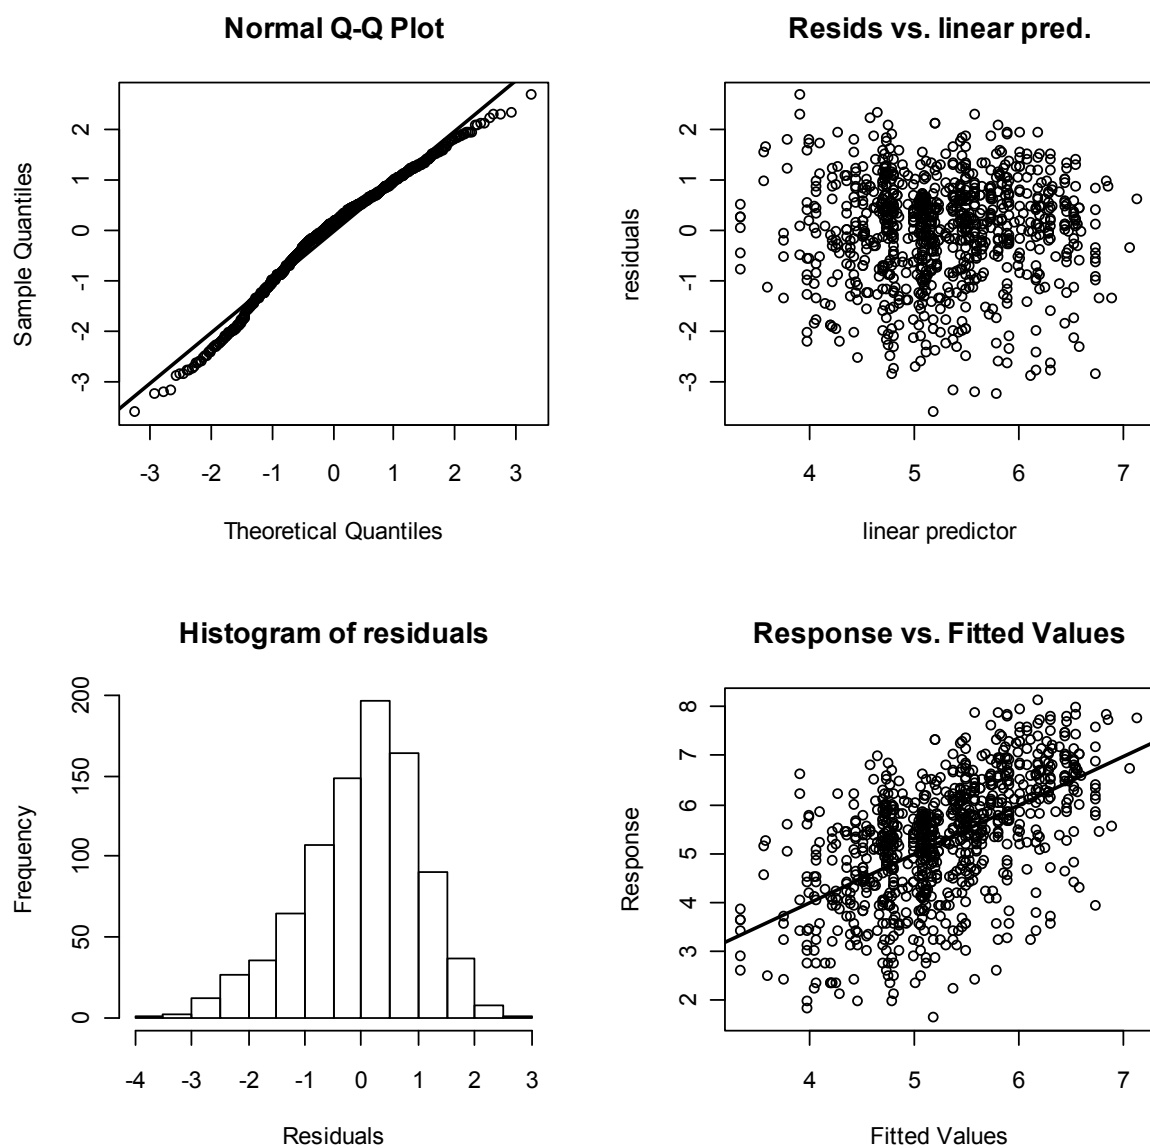 Normal Q-Q Plot
Sample Quantiles
2
1
0
-1
-2
-3
-3 -2 -1 0 1 2 3
Theoretical Quantiles
Resids vs. linear pred.
residuals
2
1
0
-1
-2
-3
4 5 6 7
linear predictor
Histogram of residuals
Frequency
200
150
100
50
0
-4 -3 -2 -1 0 1 2 3
Residuals
Response vs. Fitted Values
Response
8
7
6
5
4
3
2
4 5 6 7
Fitted Values